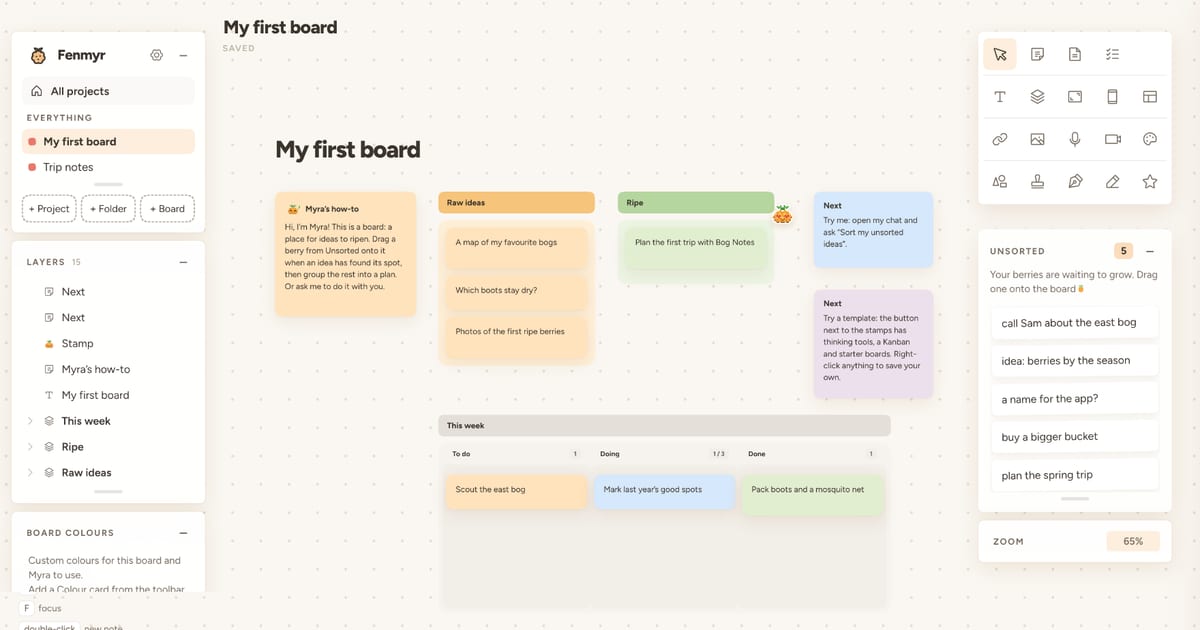 My first board
SAVED
Fenmyr
All projects
EVERYTHING
My first board
Trip notes
+ Project
+ Folder
+ Board
LAYERS 15
Next
Next
Stamp
Myra's how-to
My first board
This week
Ripe
Raw ideas
BOARD COLOURS
Custom colours for this board and
Myra to use.
Add a Colour card from the toolbar
F focus
double-click new note
My first board
Myra's how-to
Hi, I'm Myra! This is a board: a
place for ideas to ripen. Drag a
berry from Unsorted onto it
when an idea has found its spot,
then group the rest into a plan.
Or ask me to do it with you.
Raw ideas
A map of my favourite bogs
Which boots stay dry?
Photos of the first ripe berries
Ripe
Plan the first trip with Bog Notes
Next
Try me: open my chat and
ask “Sort my unsorted
ideas”.
Next
Try a template: the button
next to the stamps has
thinking tools, a Kanban
and starter boards. Right-
click anything to save your
own.
This week
To do 1
Doing 1/3
Done 1
Scout the east bog
Mark last year's good spots
Pack boots and a mosquito net
T
UNSORTED 5
Your berries are waiting to grow. Drag
one onto the board
call Sam about the east bog
idea: berries by the season
a name for the app?
buy a bigger bucket
plan the spring trip
ZOOM 65%